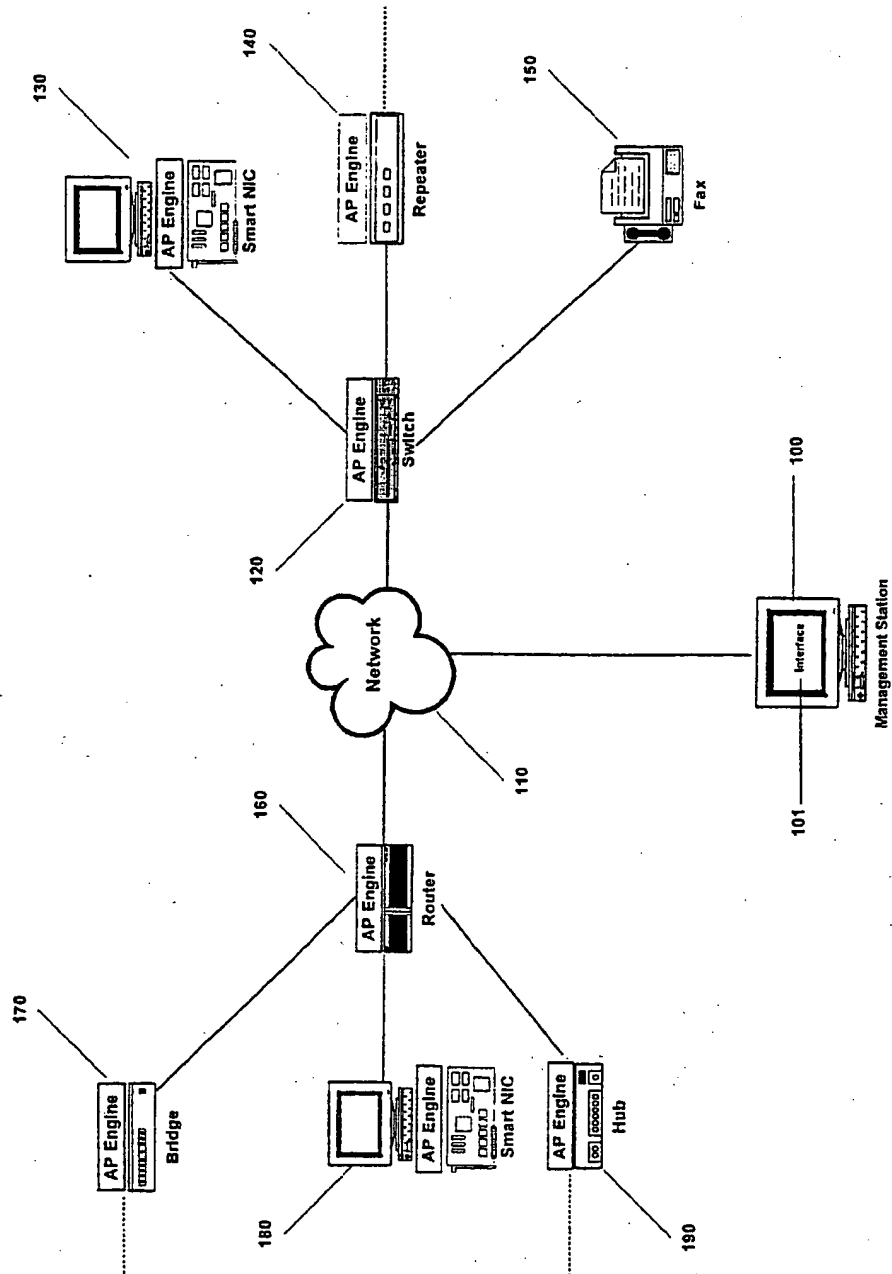 130
AP Engine
Smart NIC
140
AP Engine
Repeater
150
Fax
120
AP Engine
Switch
Network
110
100
Interface
101
Management Station
160
AP Engine
Router
170
AP Engine
Bridge
180
AP Engine
Smart NIC
AP Engine
Hub
190